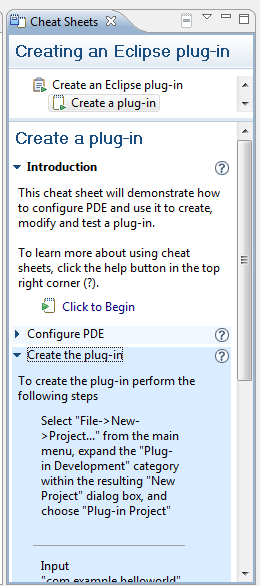 Cheat Sheets
Creating an Eclipse plug-in
Create an Eclipse plug-in
Create a plug-in
Create a plug-in
Introduction
This cheat sheet will demonstrate how
to configure PDE and use it to create,
modify and test a plug-in.
To learn more about using cheat
sheets, click the help button in the top
right corner (?).
Click to Begin
Configure PDE
Create the plug-in
To create the plug-in perform the
following steps
Select "File->New-
>Project..." from the main
menu, expand the "Plug-
in Development" category
within the resulting "New
Project" dialog box, and
choose "Plug-in Project"
Input
"com.example.helloworld"